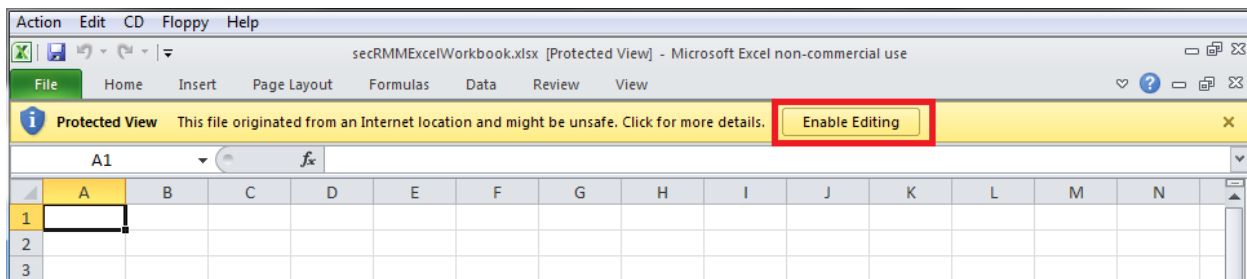 Action Edit CD Floppy Help
secRMMExcelWorkbook.xlsx [Protected View] - Microsoft Excel non-commercial use
File Home Insert Page Layout Formulas Data Review View
Protected View This file originated from an Internet location and might be unsafe. Click for more details. Enable Editing
A1 fx
A B C D E F G H I J K L M N
1
2
3